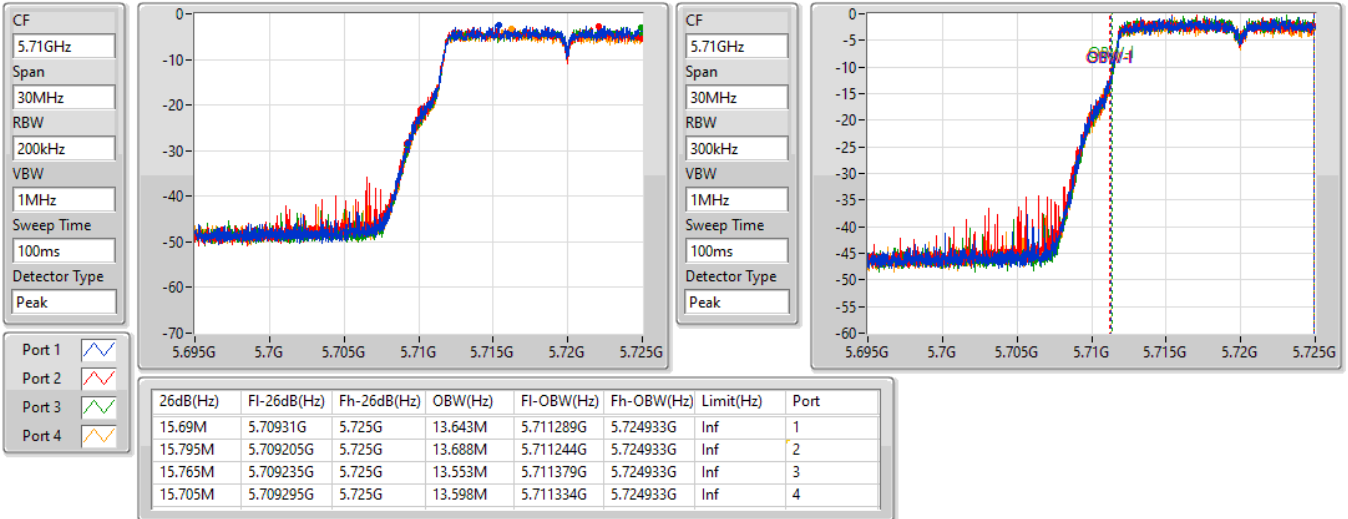 CF
5.71GHz
Span
30MHz
RBW
200kHz
VBW
1MHz
Sweep Time
100ms
Detector Type
Peak
0
-10
-20
-30
-40
-50
-60
-70
5.695G 5.7G 5.705G 5.71G 5.715G 5.72G 5.725G
CF
5.71GHz
Span
30MHz
RBW
300kHz
VBW
1MHz
Sweep Time
100ms
Detector Type
Peak
0
-5
-10
-15
-20
-25
-30
-35
-40
-45
-50
-55
-60
5.695G 5.7G 5.705G 5.71G 5.715G 5.72G 5.725G
OBW-1
Port 1
Port 2
Port 3
Port 4
26dB(Hz) Fl-26dB(Hz) Fh-26dB(Hz) OBW(Hz) Fl-OBW(Hz) Fh-OBW(Hz) Limit(Hz) Port
15.69M 5.70931G 5.725G 13.643M 5.711289G 5.724933G Inf 1
15.795M 5.709205G 5.725G 13.688M 5.711244G 5.724933G Inf 2
15.765M 5.709235G 5.725G 13.553M 5.711379G 5.724933G Inf 3
15.705M 5.709295G 5.725G 13.598M 5.711334G 5.724933G Inf 4